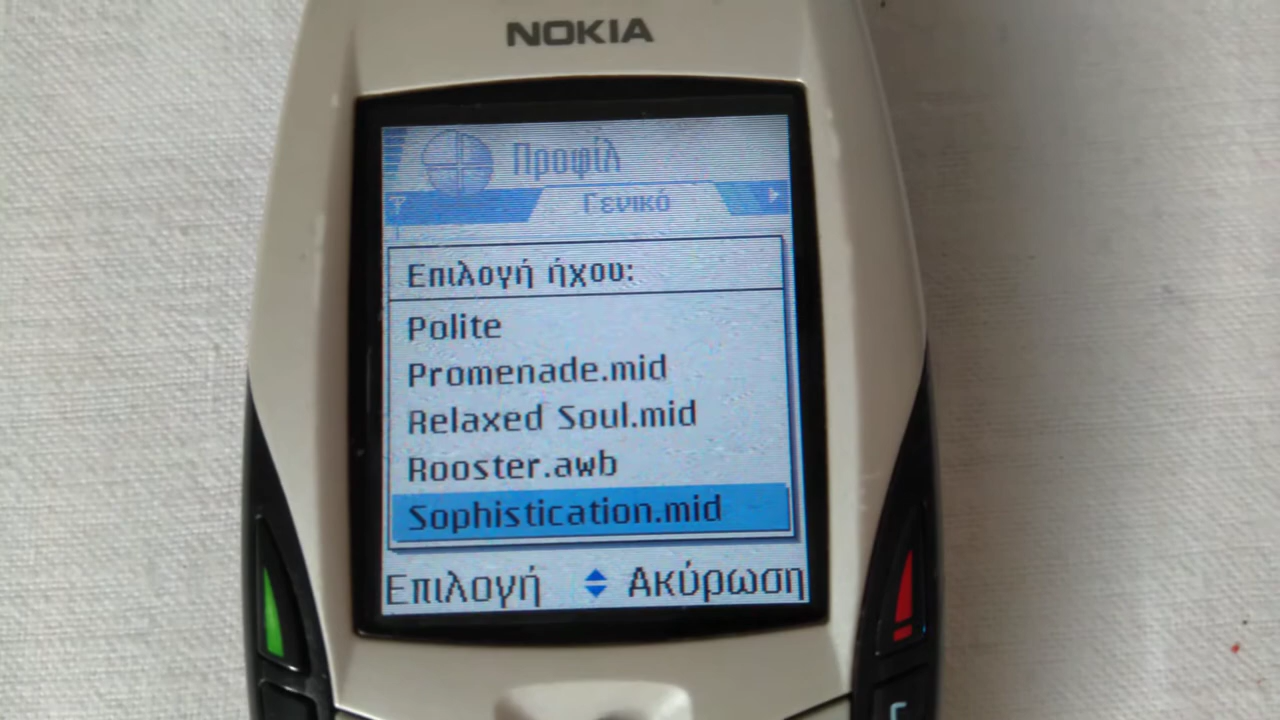 NOKIA
Προφίλ
Γενικό
Επιλογή ήχου:
Polite
Promenade.mid
Relaxed Soul.mid
Rooster.awb
Sophistication.mid
Επιλογή Ακύρωση